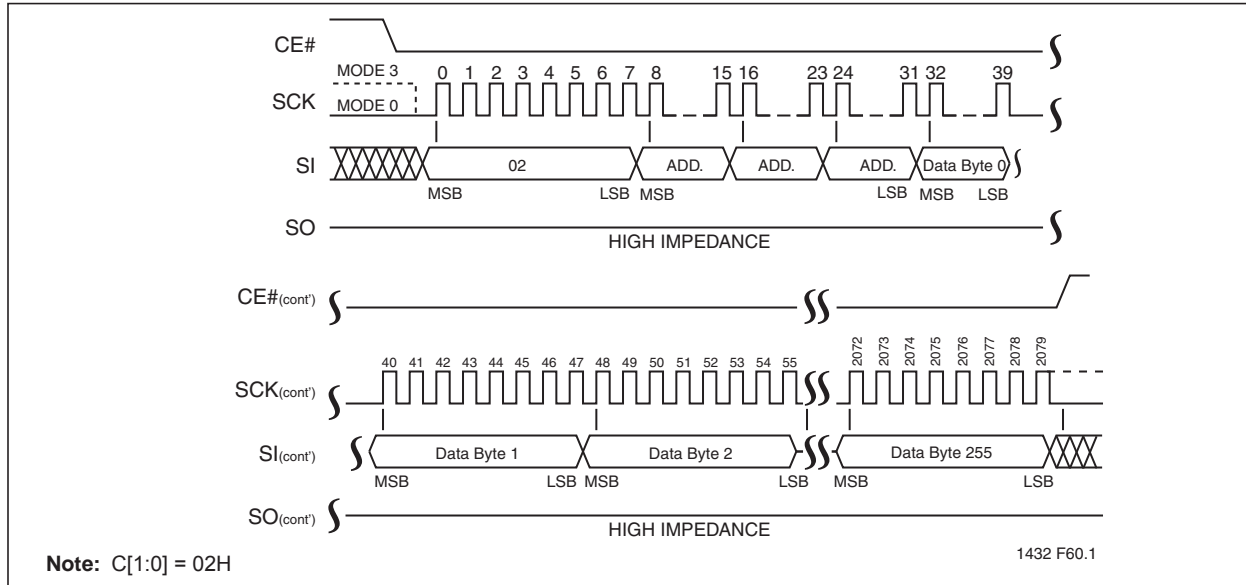 CE#
MODE 3
0 1 2 3 4 5 6 7 8 15 16 23 24 31 32 39
SCK
MODE 0
SI
02 ADD. ADD. ADD. Data Byte 0
MSB LSB MSB LSB MSB LSB
SO
HIGH IMPEDANCE
CE#(cont')
40 41 42 43 44 45 46 47 48 49 50 51 52 53 54 55 2072 2073 2074 2075 2076 2077 2078 2079
SCK(cont')
SI(cont')
Data Byte 1 Data Byte 2 Data Byte 255
MSB LSB MSB LSB MSB LSB
SO(cont')
HIGH IMPEDANCE
1432 F60.1
Note: C[1:0] = 02H